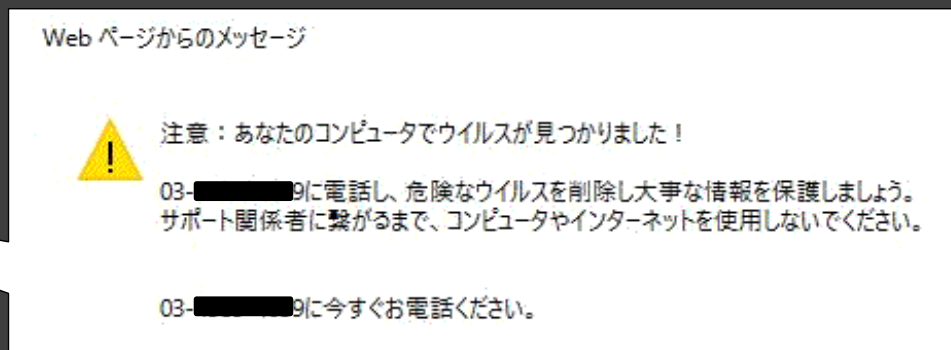 Web ページからのメッセージ
注意：あなたのコンピュータでウイルスが見つかりました！
03- 9に電話し、危険なウイルスを削除し大事な情報を保護しましょう。
サポート関係者に繋がるまで、コンピュータやインターネットを使用しないでください。
03- 9に今すぐお電話ください。